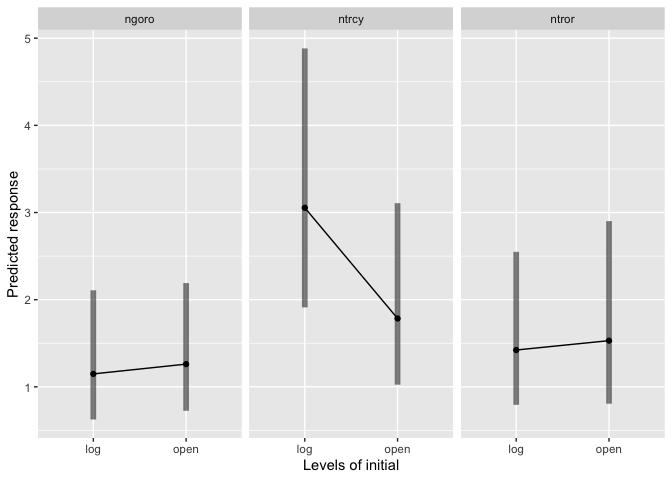 ngoro ntrcy ntror
5
4
3
2
1
Predicted response
log open log open log open
Levels of initial